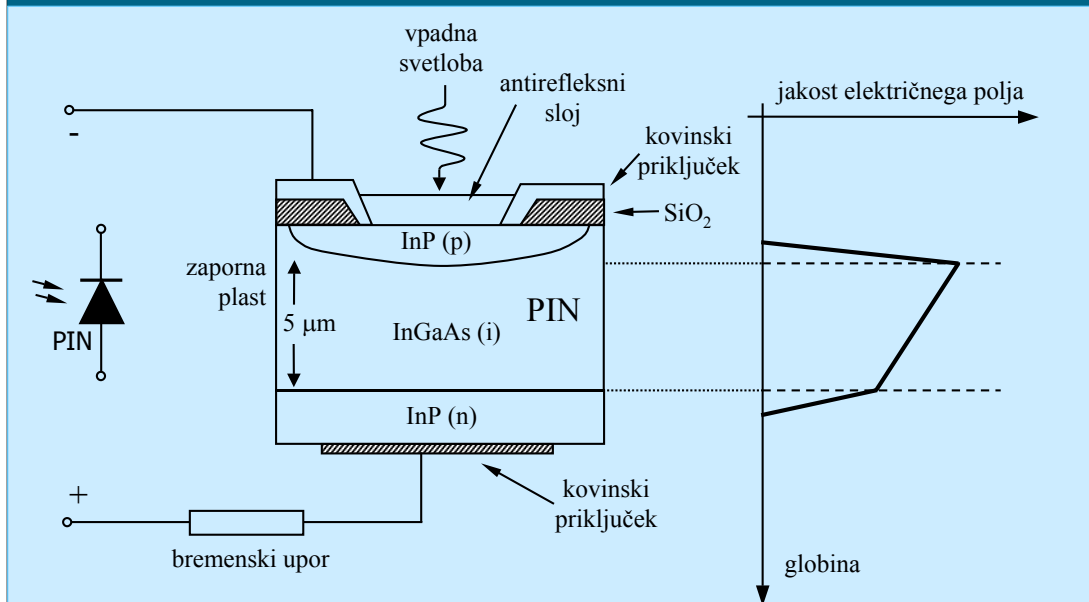 vpadna
svetloba
antirefleksni
sloj
jakost električnega polja
-
kovinski
priključek
SiO₂
InP (p)
zaporna
plast
5 μm
PIN
InGaAs (i)
PIN
InP (n)
+
kovinski
priključek
bremenski upor
globina